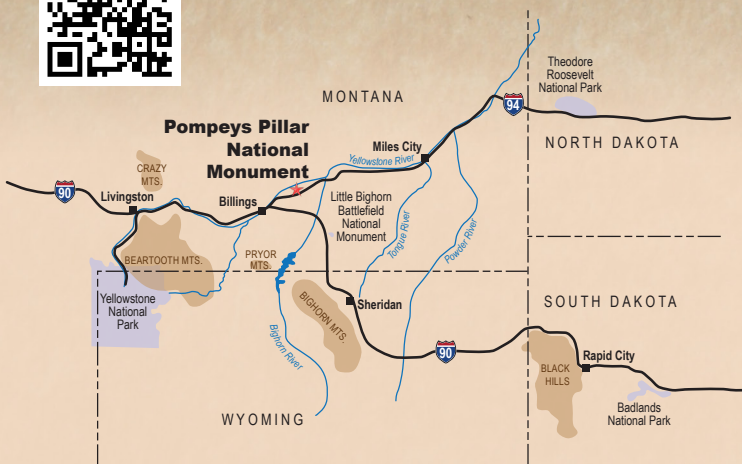 Theodore
Roosevelt
National Park
MONTANA
94
Pompeys Pillar
National
Monument
NORTH DAKOTA
Miles City
Yellowstone River
CRAZY
MTS.
90
Livingston
Billings
Little Bighorn
Battlefield
National
Monument
Tongue River
Powder River
BEARTOOTH MTS.
PRYOR
MTS.
Yellowstone
National
Park
BIGHORN MTS.
Sheridan
SOUTH DAKOTA
Bighorn River
90
Rapid City
BLACK
HILLS
Badlands
National Park
WYOMING